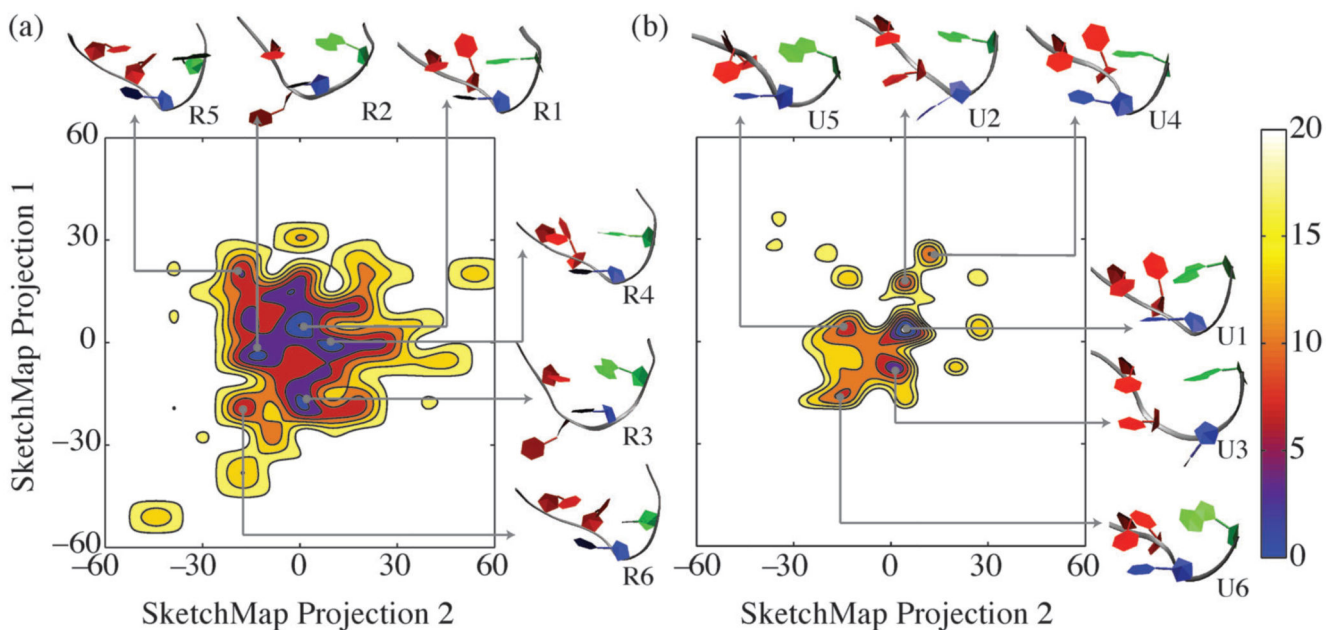 (a)
(b)
R5
R2
R1
U5
U2
U4
60
30
0
−30
−60
SketchMap Projection 1
R4
R3
R6
U1
U3
U6
20
15
10
5
0
−60
−30
0
30
60
−60
−30
0
30
60
SketchMap Projection 2
SketchMap Projection 2